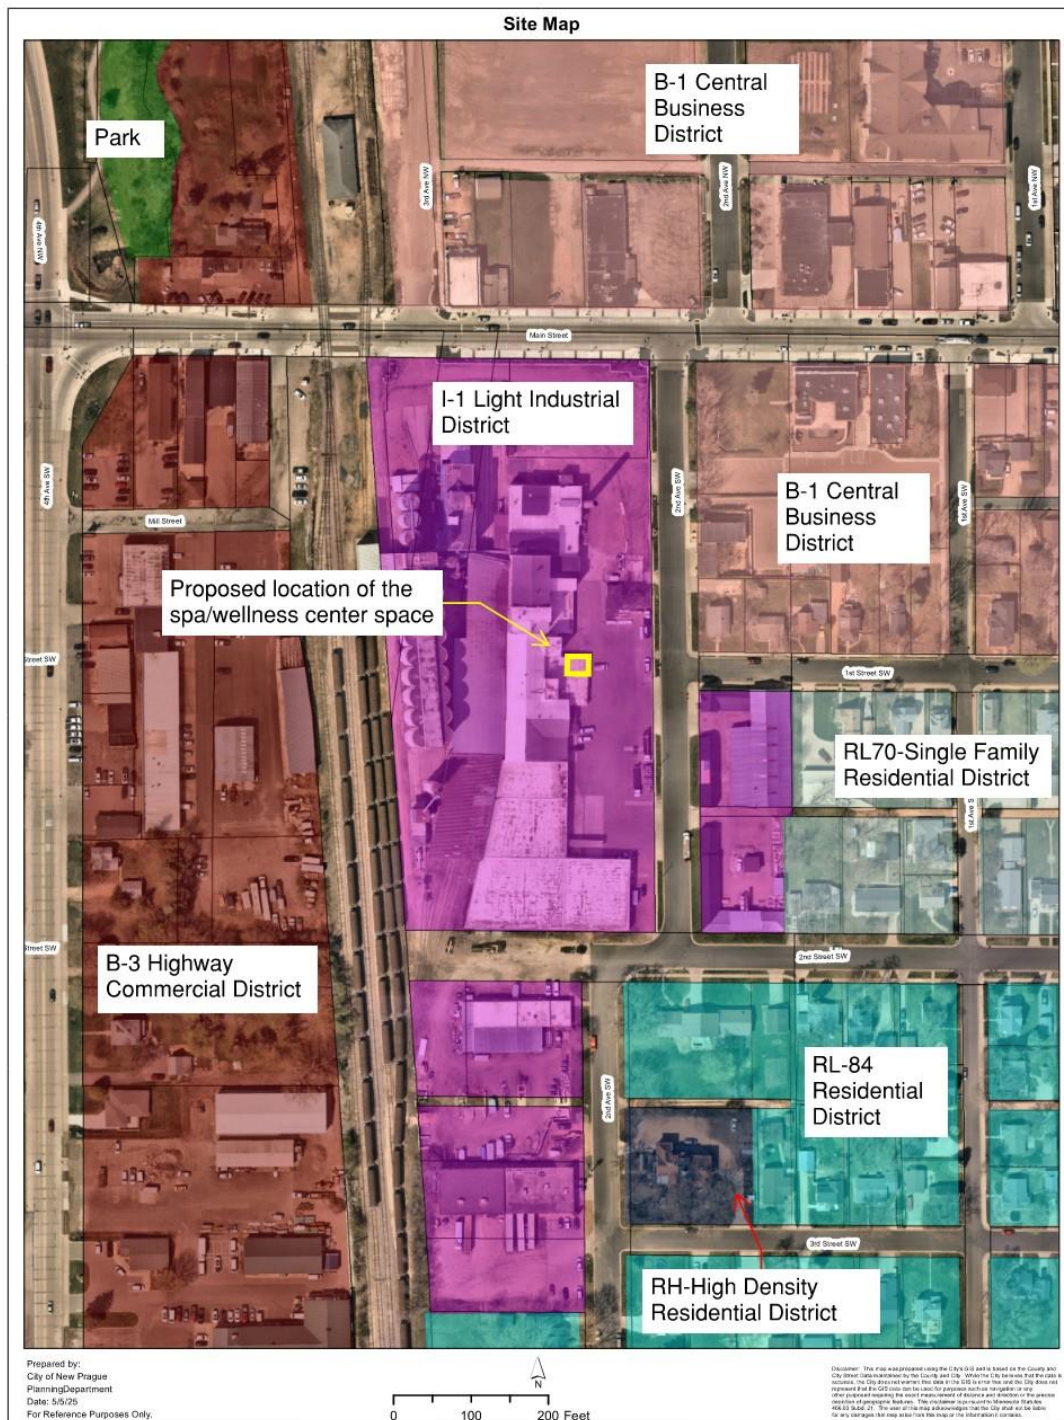 Site Map
Park
B-1 Central
Business
District
4th Ave NW
3rd Ave NW
2nd Ave NW
1st Ave NW
Main Street
I-1 Light Industrial
District
4th Ave SW
Mill Street
2nd Ave SW
B-1 Central
Business
District
1st Ave SW
Proposed location of the
spa/wellness center space
Street SW
1st Street SW
RL70-Single Family
Residential District
1st Ave S
Street SW
2nd Street SW
B-3 Highway
Commercial District
RL-84
Residential
District
2nd Ave SW
3rd Street SW
RH-High Density
Residential District
Prepared by:
City of New Prague
PlanningDepartment
Date: 5/5/25
For Reference Purposes Only.
N
0 100 200 Feet